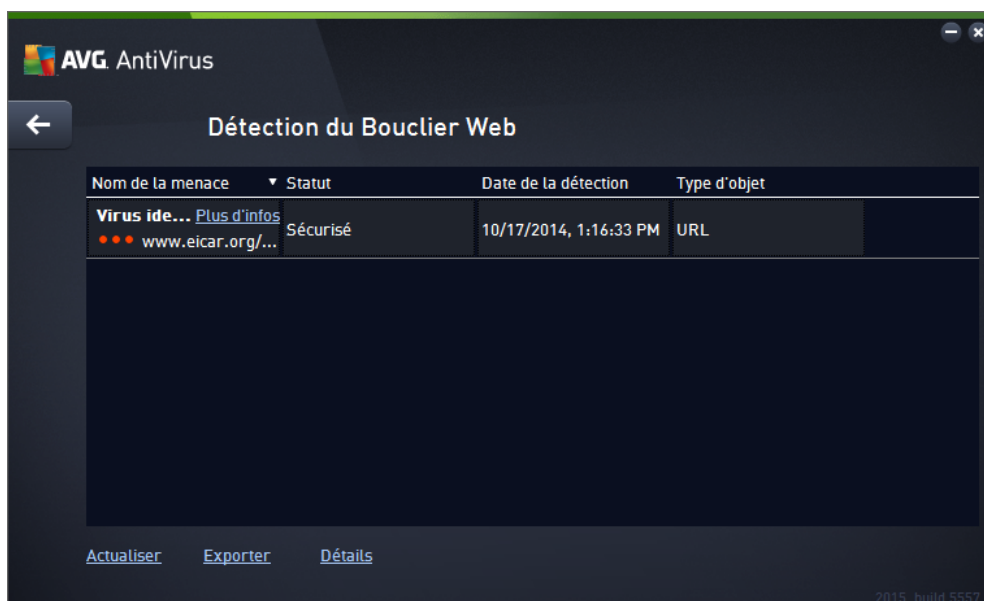 AVG. AntiVirus
Détection du Bouclier Web
Nom de la menace Statut Date de la détection Type d'objet
Virus ide... Plus d'infos
www.eicar.org/... Sécurisé 10/17/2014, 1:16:33 PM URL
Actualiser Exporter Détails
2015, build 5557